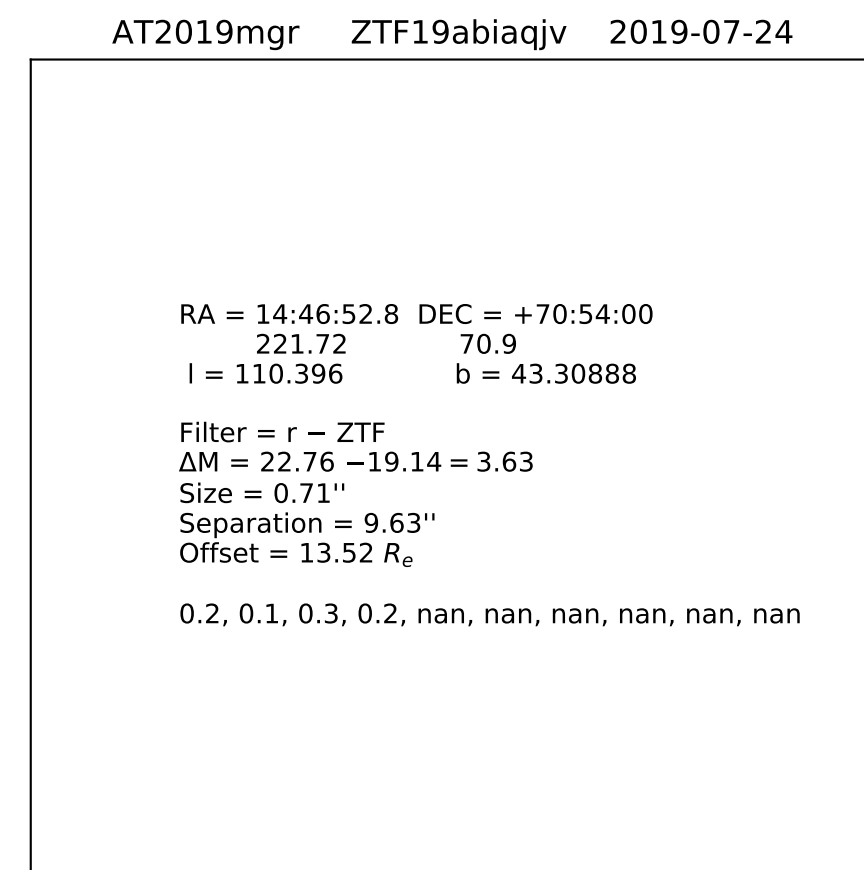 AT2019mgr ZTF19abiaqjv 2019-07-24
RA = 14:46:52.8 DEC = +70:54:00
221.72 70.9
l = 110.396 b = 43.30888
Filter = r − ZTF
ΔM = 22.76 −19.14 = 3.63
Size = 0.71''
Separation = 9.63''
Offset = 13.52 Rₑ
0.2, 0.1, 0.3, 0.2, nan, nan, nan, nan, nan, nan